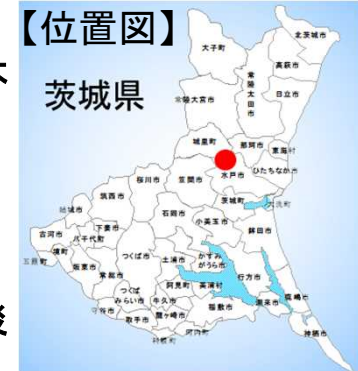 【位置図】
茨城県
北茨城市
大子町
高萩市
常陸太田市
日立市
常陸大宮市
城里町
那珂市
東海村
ひたちなか市
水戸市
笠間市
桜川市
茨城町
大洗町
筑西市
結城市
石岡市
小美玉市
鉾田市
古河市
八千代町
下妻市
境町
五霞町
坂東市
常総市
つくば市
土浦市
かすみがうら市
行方市
阿見町
美浦村
つくばみらい市
牛久市
守谷市
取手市
龍ヶ崎市
稲敷市
潮来市
鹿嶋市
利根町
河内町
神栖市